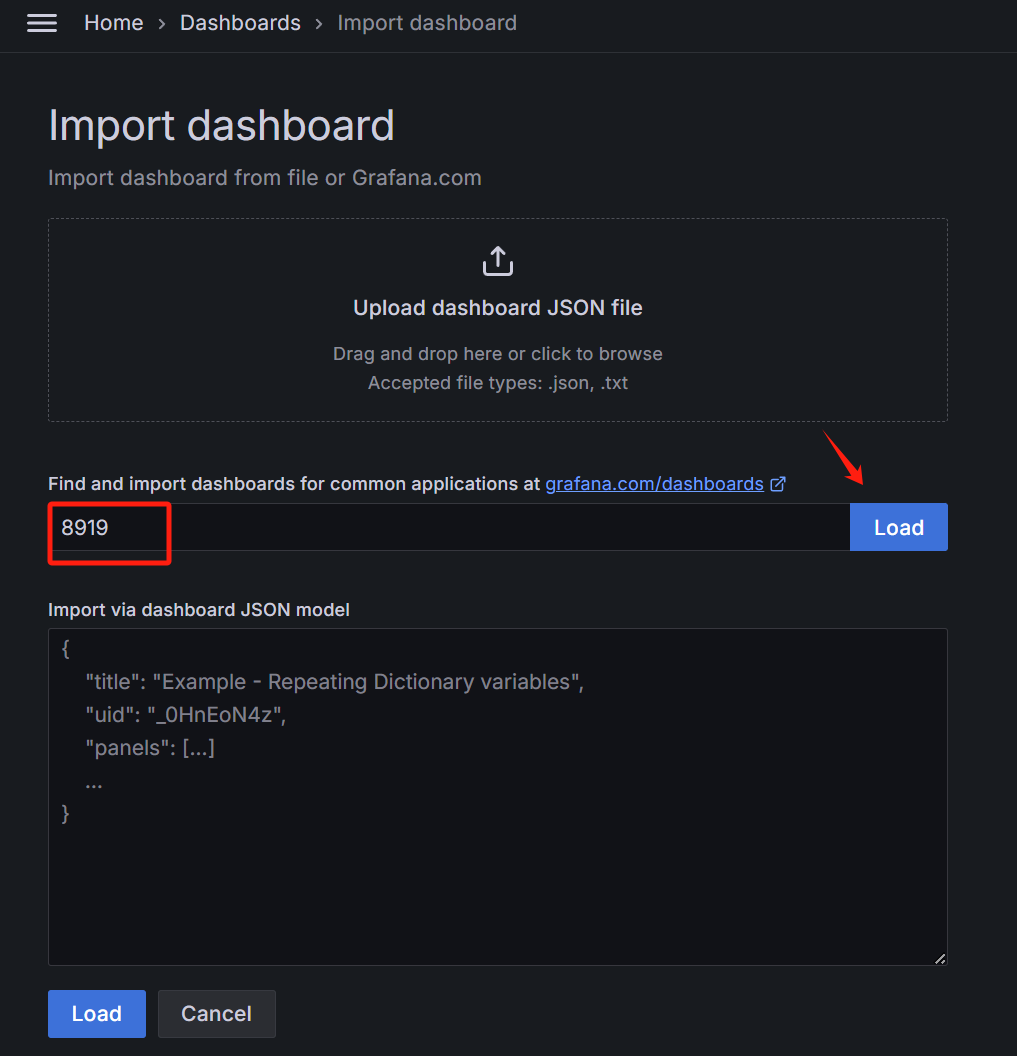 Home › Dashboards › Import dashboard
Import dashboard
Import dashboard from file or Grafana.com
Upload dashboard JSON file
Drag and drop here or click to browse
Accepted file types: .json, .txt
Find and import dashboards for common applications at grafana.com/dashboards
8919 Load
Import via dashboard JSON model
{
"title": "Example - Repeating Dictionary variables",
"uid": "_0HnEoN4z",
"panels": [...]
...
}
Load Cancel